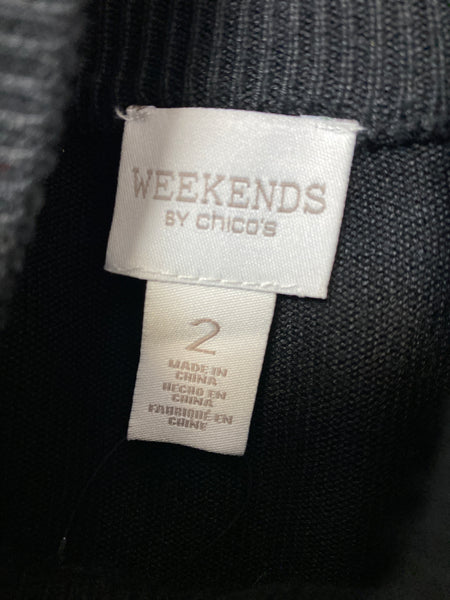 WEEKENDS
BY chico's
2
MADE IN
CHINA
HECHO EN
CHINA
FABRIQUÉ EN
CHINE